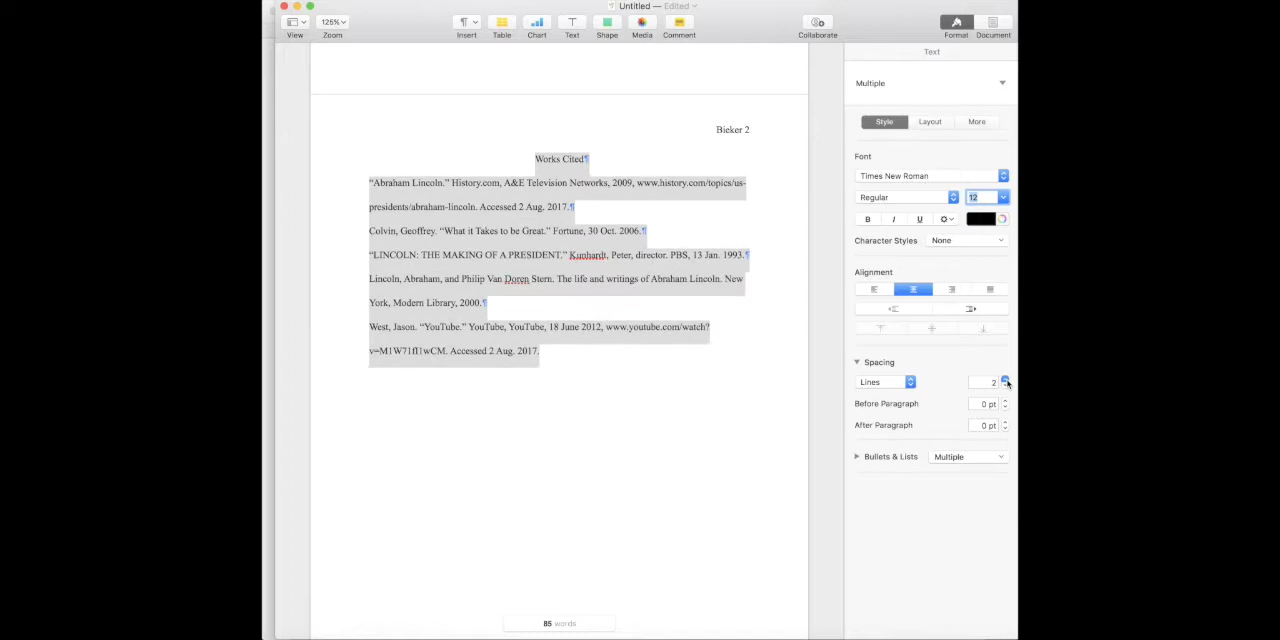 Untitled — Edited
View
125%
Zoom
Insert
Table
Chart
Text
Shape
Media
Comment
Collaborate
Format
Document
Bieker 2
Works Cited¶
“Abraham Lincoln.” History.com, A&E Television Networks, 2009, www.history.com/topics/us-
presidents/abraham-lincoln. Accessed 2 Aug. 2017.¶
Colvin, Geoffrey. “What it Takes to be Great.” Fortune, 30 Oct. 2006.¶
“LINCOLN: THE MAKING OF A PRESIDENT.” Kunhardt, Peter, director. PBS, 13 Jan. 1993.¶
Lincoln, Abraham, and Philip Van Doren Stern. The life and writings of Abraham Lincoln. New
York, Modern Library, 2000.¶
West, Jason. “YouTube.” YouTube, YouTube, 18 June 2012, www.youtube.com/watch?
Accessed 2 Aug. 2017.
85 words
Text
Multiple
Style Layout More
Font
Times New Roman
Regular 12
B I U
Character Styles None
Alignment
Spacing
Lines 2
Before Paragraph 0 pt
After Paragraph 0 pt
Bullets & Lists Multiple